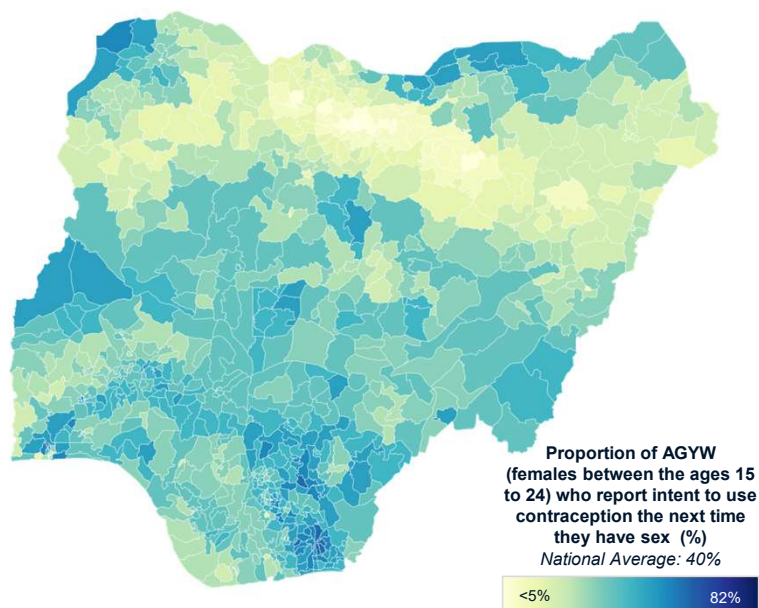 Proportion of AGYW
(females between the ages 15
to 24) who report intent to use
contraception the next time
they have sex (%)
National Average: 40%
<5% 82%